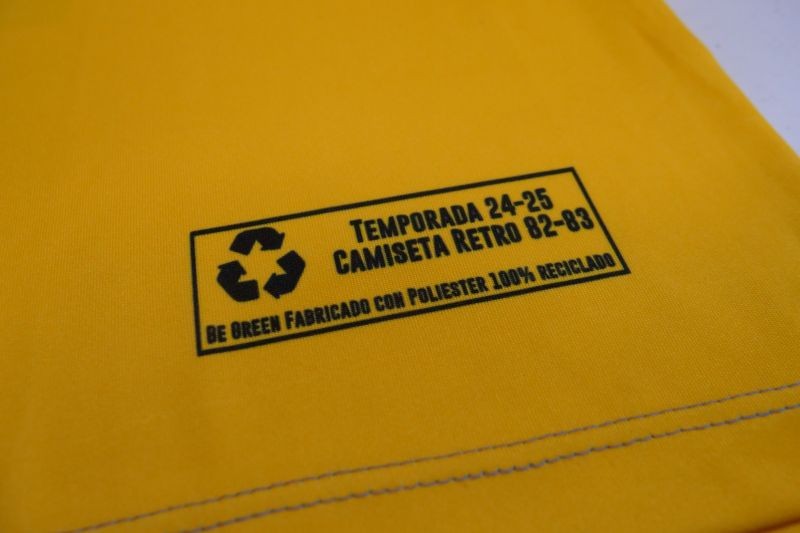 TEMPORADA 24-25
CAMISETA RETRO 82-83
BE GREEN FABRICADO CON POLIESTER 100% RECICLADO